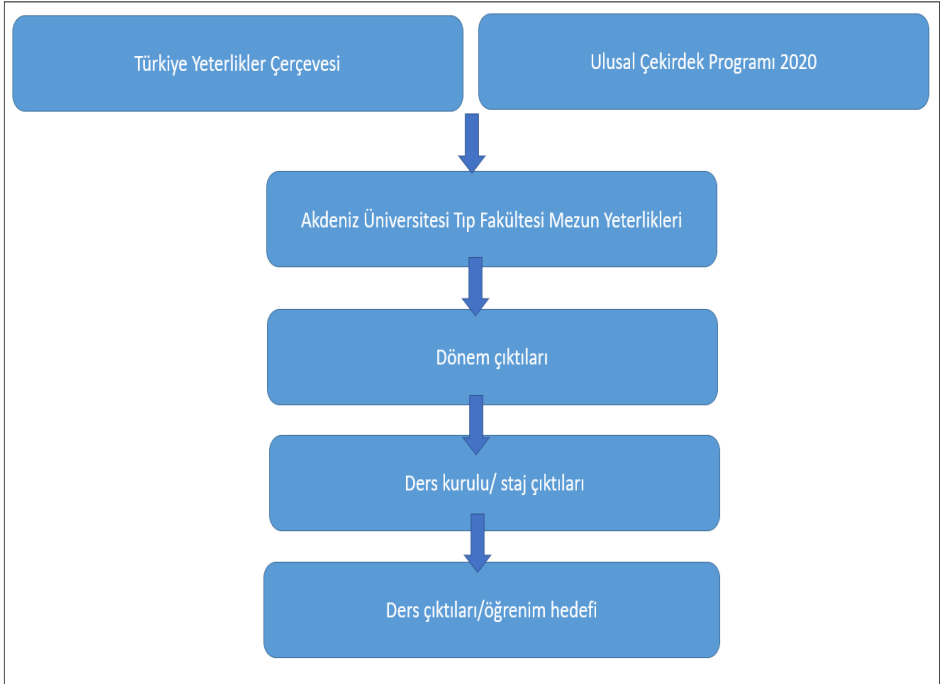 Türkiye Yeterlikler Çerçevesi
Ulusal Çekirdek Programı 2020
Akdeniz Üniversitesi Tıp Fakültesi Mezun Yeterlikleri
Dönem çıktıları
Ders kurulu/ staj çıktıları
Ders çıktıları/öğrenim hedefi